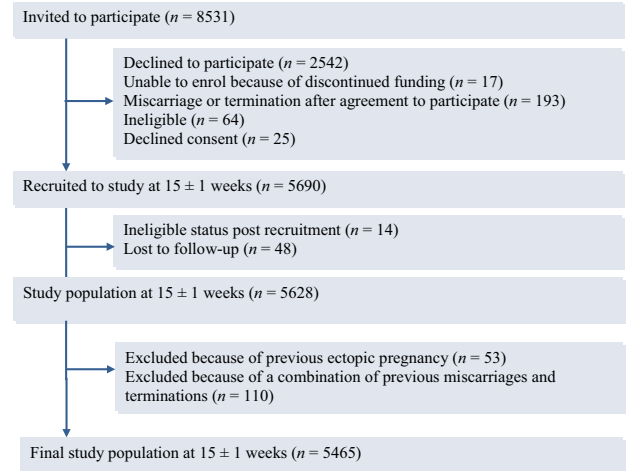 Invited to participate (n = 8531)
Declined to participate (n = 2542)
Unable to enrol because of discontinued funding (n = 17)
Miscarriage or termination after agreement to participate (n = 193)
Ineligible (n = 64)
Declined consent (n = 25)
Recruited to study at 15 ± 1 weeks (n = 5690)
Ineligible status post recruitment (n = 14)
Lost to follow-up (n = 48)
Study population at 15 ± 1 weeks (n = 5628)
Excluded because of previous ectopic pregnancy (n = 53)
Excluded because of a combination of previous miscarriages and
terminations (n = 110)
Final study population at 15 ± 1 weeks (n = 5465)